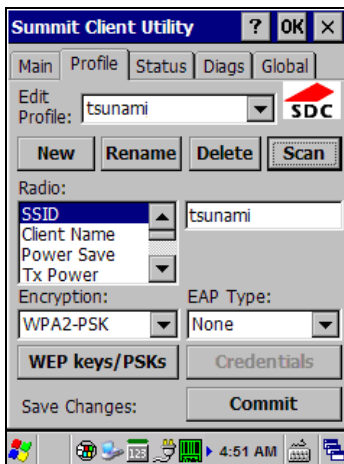 Summit Client Utility ? OK ×
Main Profile Status Diags Global
Edit
Profile: tsunami
SDC
New Rename Delete Scan
Radio:
SSID tsunami
Client Name
Power Save
Tx Power
Encryption: EAP Type:
WPA2-PSK None
WEP keys/PSKs Credentials
Save Changes: Commit
4:51 AM